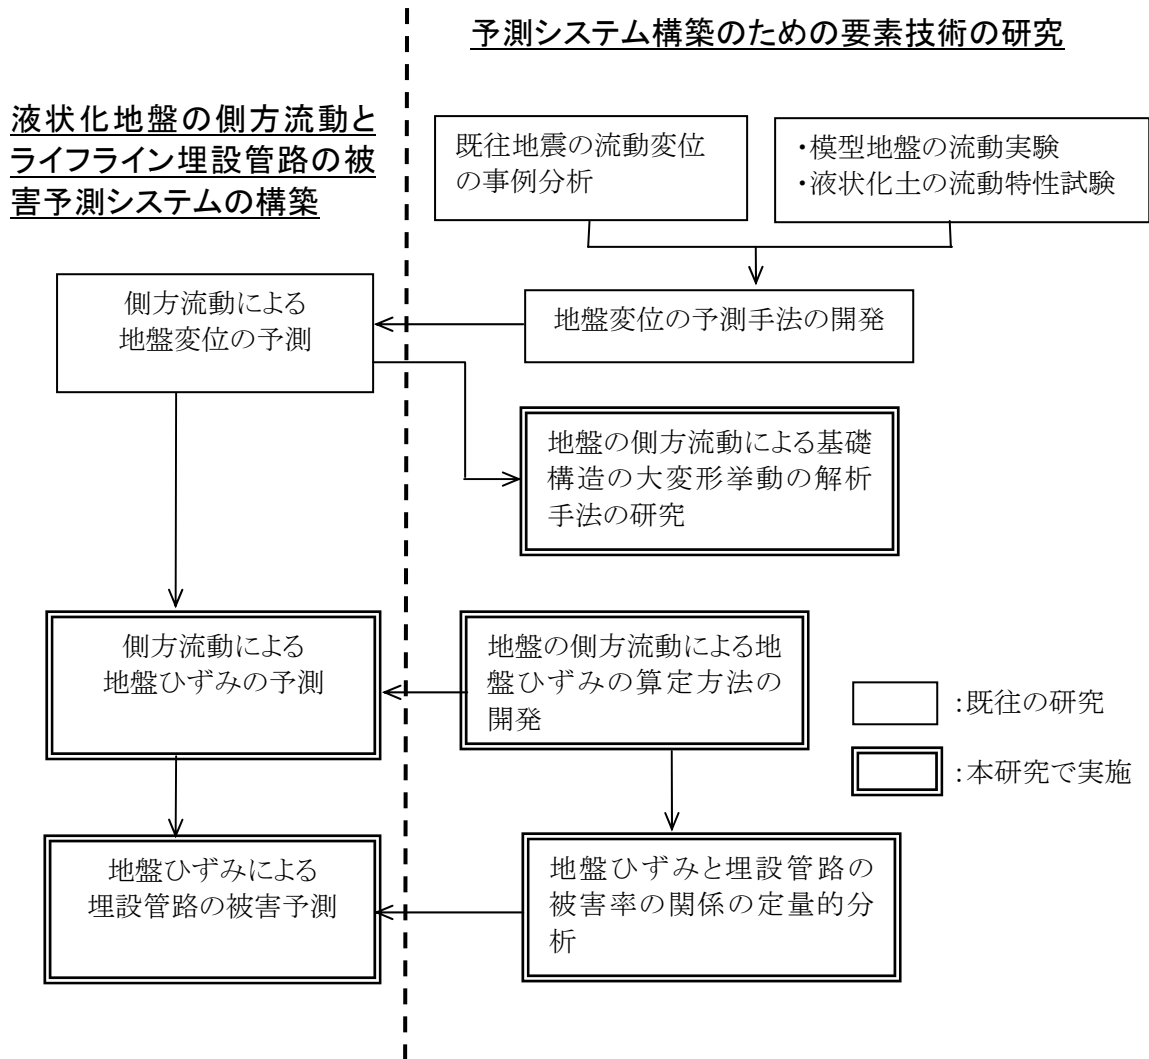 予測システム構築のための要素技術の研究
液状化地盤の側方流動と
ライフライン埋設管路の被
害予測システムの構築
既往地震の流動変位
の事例分析
・模型地盤の流動実験
・液状化土の流動特性試験
側方流動による
地盤変位の予測
地盤変位の予測手法の開発
地盤の側方流動による基礎
構造の大変形挙動の解析
手法の研究
側方流動による
地盤ひずみの予測
地盤の側方流動による地
盤ひずみの算定方法の
開発
:既往の研究
:本研究で実施
地盤ひずみによる
埋設管路の被害予測
地盤ひずみと埋設管路の
被害率の関係の定量的分
析